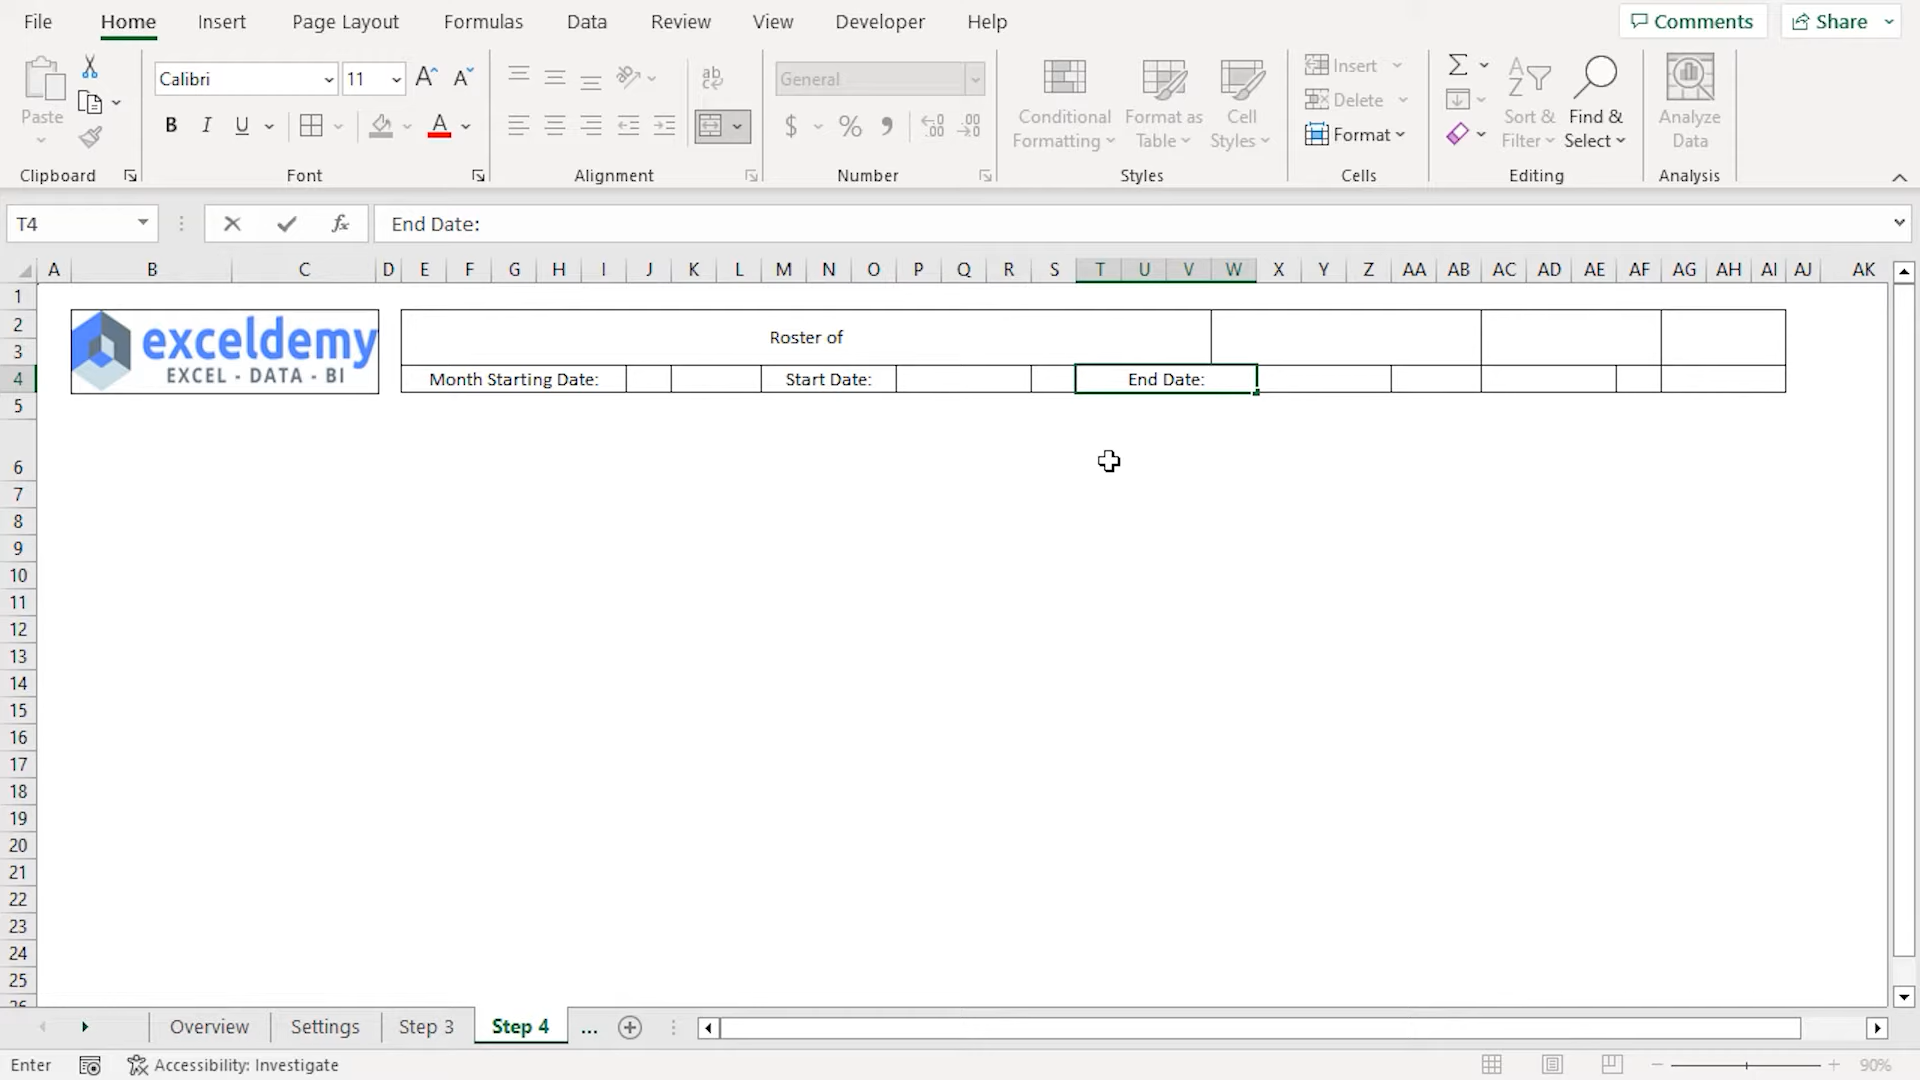 File Home Insert Page Layout Formulas Data Review View Developer Help Comments Share
Calibri 11 General Insert
Paste Conditional Format as Cell Delete Sort & Find & Analyze
B I U A $ % Formatting Table Styles Format Filter Select Data
Clipboard Font Alignment Number Styles Cells Editing Analysis
T4 fx End Date:
A B C D E F G H I J K L M N O P Q R S T U V W X Y Z AA AB AC AD AE AF AG AH AI AJ AK
1
2 exceldemy
3 Roster of
EXCEL - DATA - BI
4 Month Starting Date: Start Date: End Date:
5
6
7
8
9
10
11
12
13
14
15
16
17
18
19
20
21
22
23
24
25
26
Overview Settings Step 3 Step 4 ...
Enter Accessibility: Investigate 90%